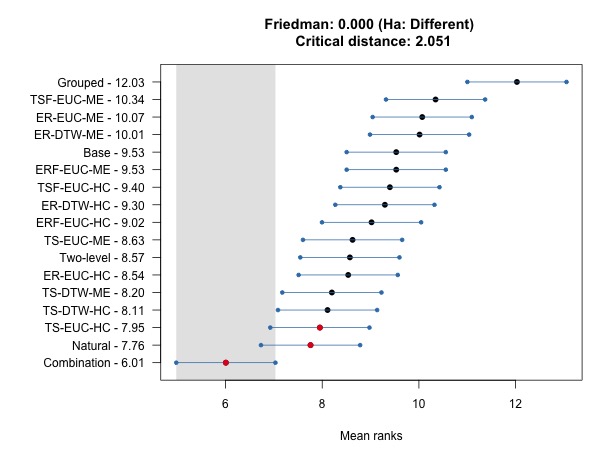 Friedman: 0.000 (Ha: Different)
Critical distance: 2.051
Grouped - 12.03
TSF-EUC-ME - 10.34
ER-EUC-ME - 10.07
ER-DTW-ME - 10.01
Base - 9.53
ERF-EUC-ME - 9.53
TSF-EUC-HC - 9.40
ER-DTW-HC - 9.30
ERF-EUC-HC - 9.02
TS-EUC-ME - 8.63
Two-level - 8.57
ER-EUC-HC - 8.54
TS-DTW-ME - 8.20
TS-DTW-HC - 8.11
TS-EUC-HC - 7.95
Natural - 7.76
Combination - 6.01
6 8 10 12
Mean ranks